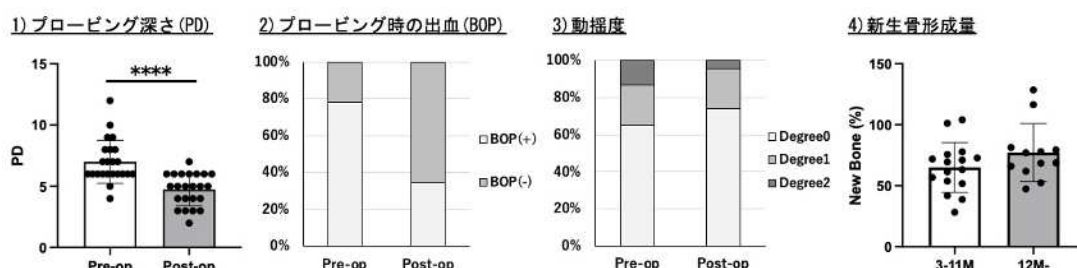 1)プロービング深さ(PD)
2)プロービング時の出血(BOP)
3)動揺度
4)新生骨形成量
15
10
5
0
PD
****
Pre-op
Post-op
100%
80%
60%
40%
20%
0%
Pre-op
Post-op
BOP(+)
BOP(-)
100%
80%
60%
40%
20%
0%
Pre-op
Post-op
Degree0
Degree1
Degree2
150
100
50
0
New Bone (%)
3-11M
12M-